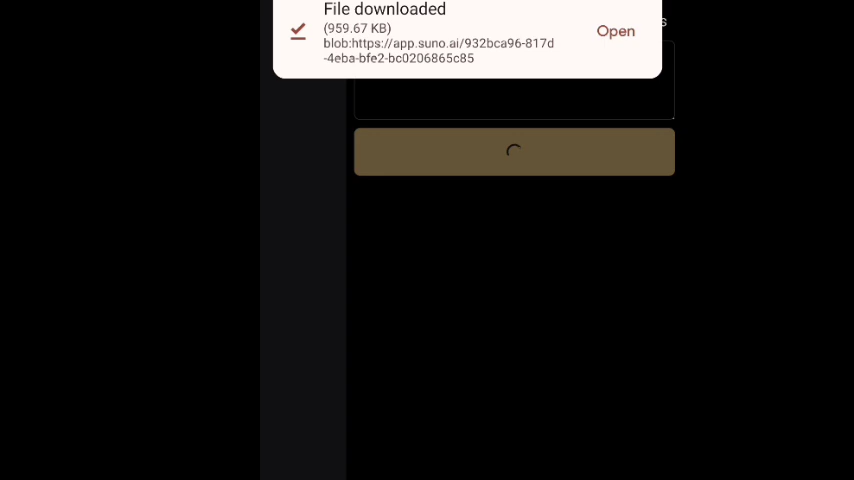 File downloaded
(959.67 KB)
Open
blob:https://app.suno.ai/932bca96-817d
-4eba-bfe2-bc0206865c85